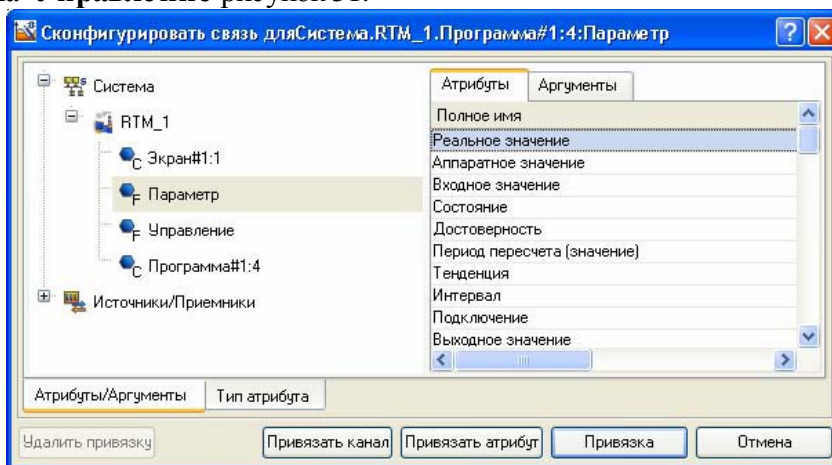 Сконфигурировать связь дляСистема.RTM_1.Программа#1:4:Параметр
Система
RTM_1
Экран#1:1
Параметр
Управление
Программа#1:4
Источники/Приемники
Атрибуты Аргументы
Полное имя
Реальное значение
Аппаратное значение
Входное значение
Состояние
Достоверность
Период пересчета (значение)
Тенденция
Интервал
Подключение
Выходное значение
Атрибуты/Аргументы Тип атрибута
Удалить привязку Привязать канал Привязать атрибут Привязка Отмена